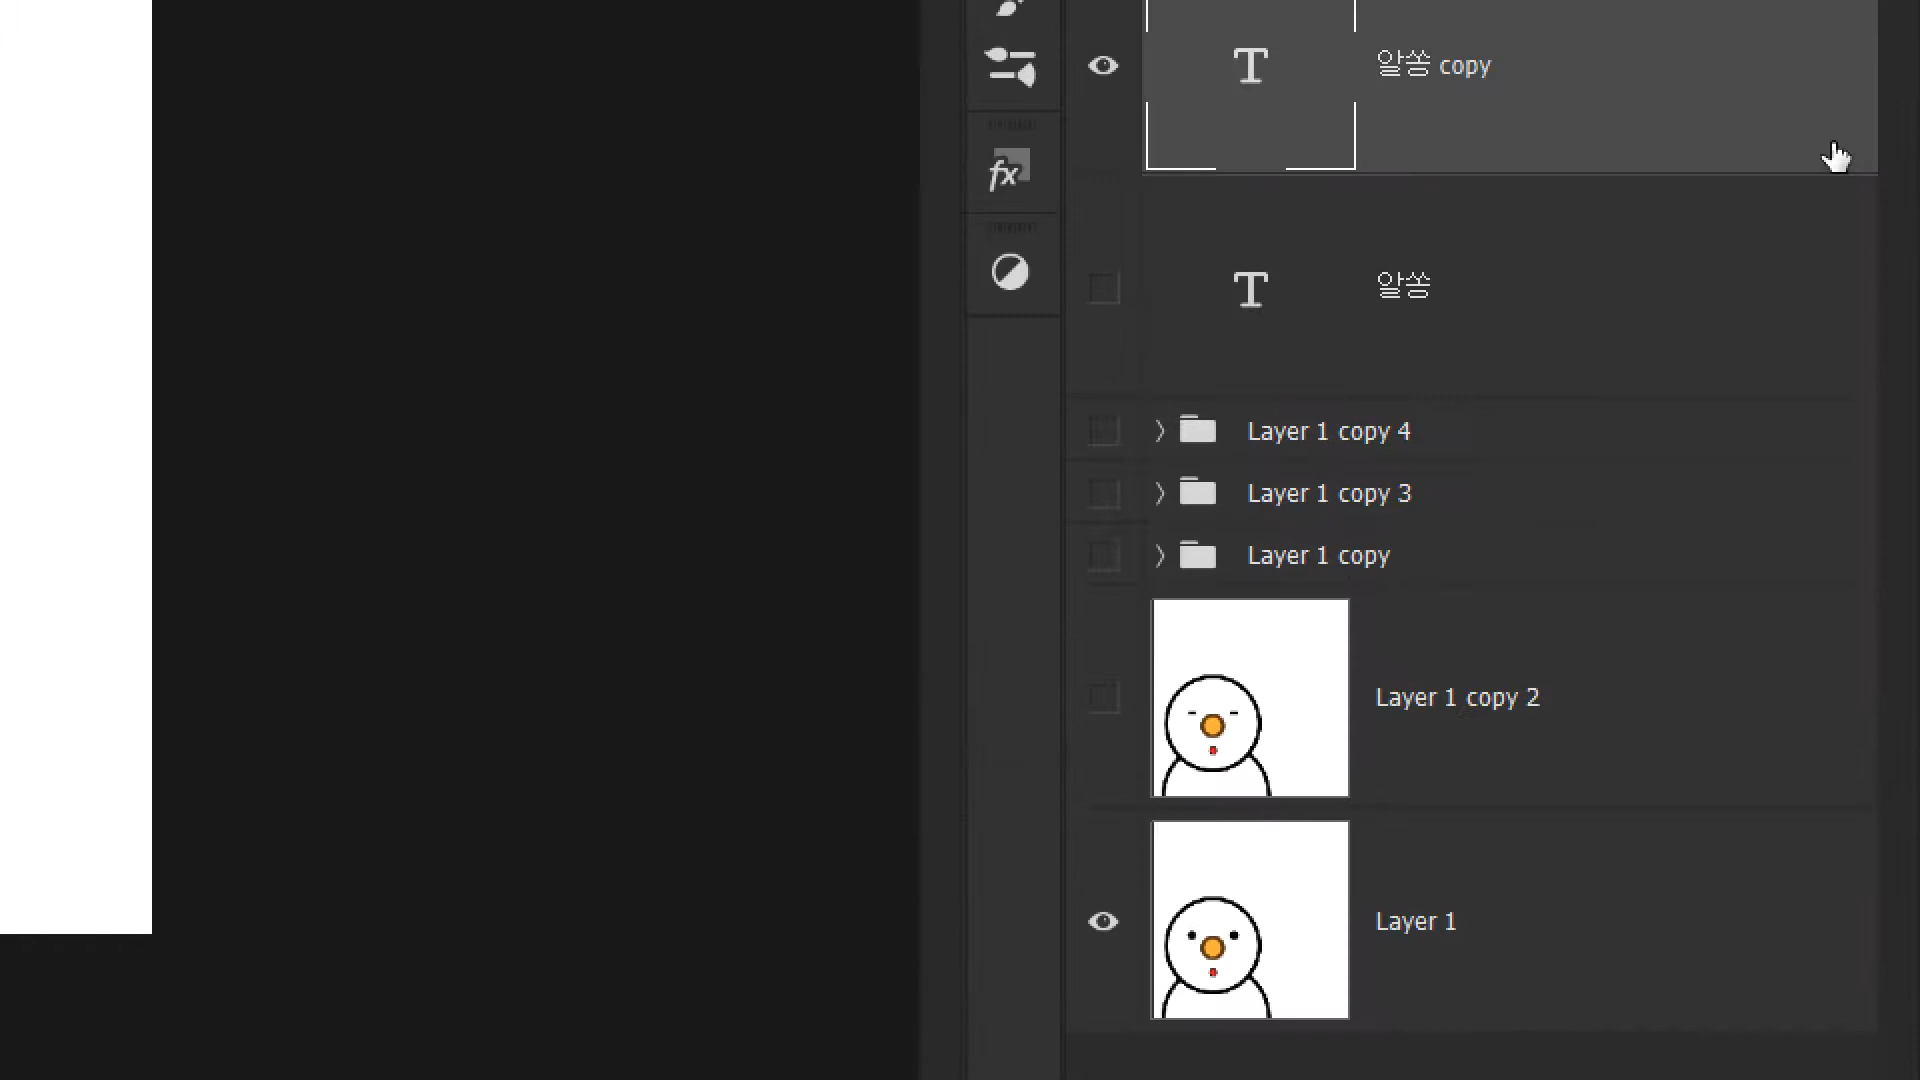 알쏭 copy
fx
알쏭
Layer 1 copy 4
Layer 1 copy 3
Layer 1 copy
Layer 1 copy 2
Layer 1